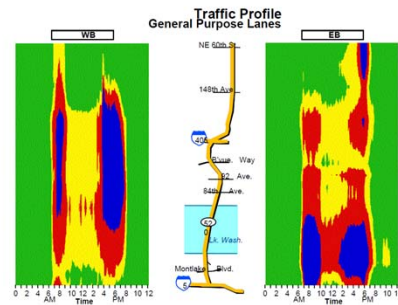 Traffic Profile
General Purpose Lanes
WB
EB
NE 60th
148th Ave
405
B'vue. Way
92 Ave.
84th Ave.
52
0
Lk. Wash.
Montlake Blvd.
5
0 2 4 6 8 10 12 2 4 6 8 10 12
AM Time PM
0 2 4 6 8 10 12 2 4 6 8 10 12
AM Time PM